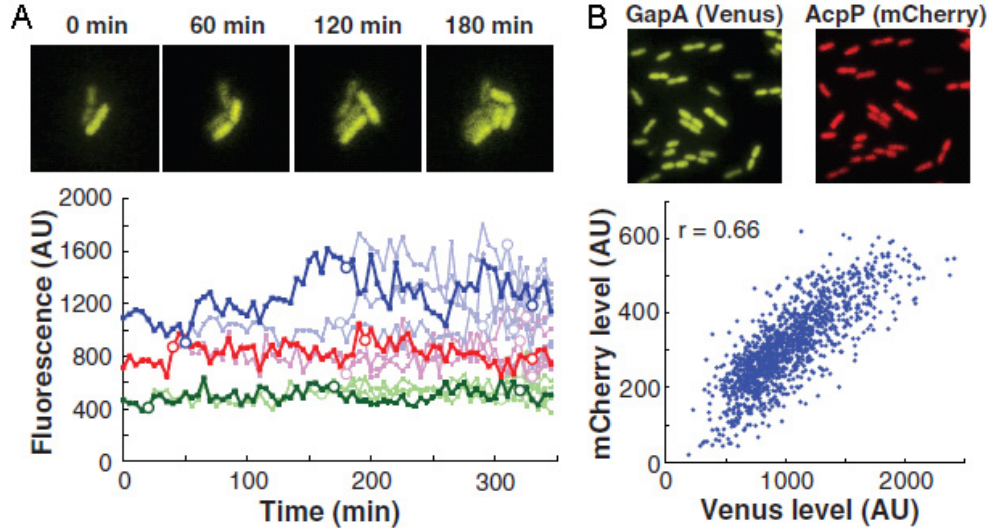 A
0 min 60 min 120 min 180 min
Fluorescence (AU)
2000
1600
1200
800
400
0
0 100 200 300
Time (min)
B
GapA (Venus) AcpP (mCherry)
r = 0.66
mCherry level (AU)
600
400
200
0
0 1000 2000
Venus level (AU)